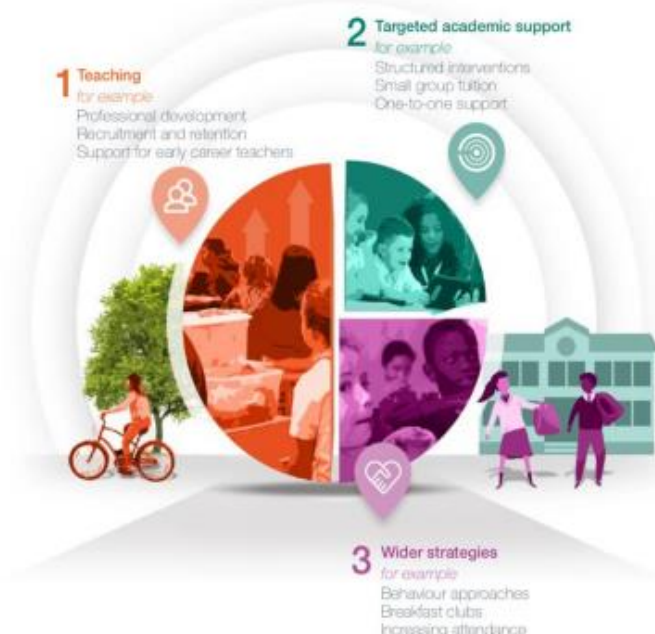 1 Teaching
for example
Professional development
Recruitment and retention
Support for early career teachers
2 Targeted academic support
for example
Structured interventions
Small group tuition
One-to-one support
3 Wider strategies
for example
Behaviour approaches
Breakfast clubs
Increasing attendance